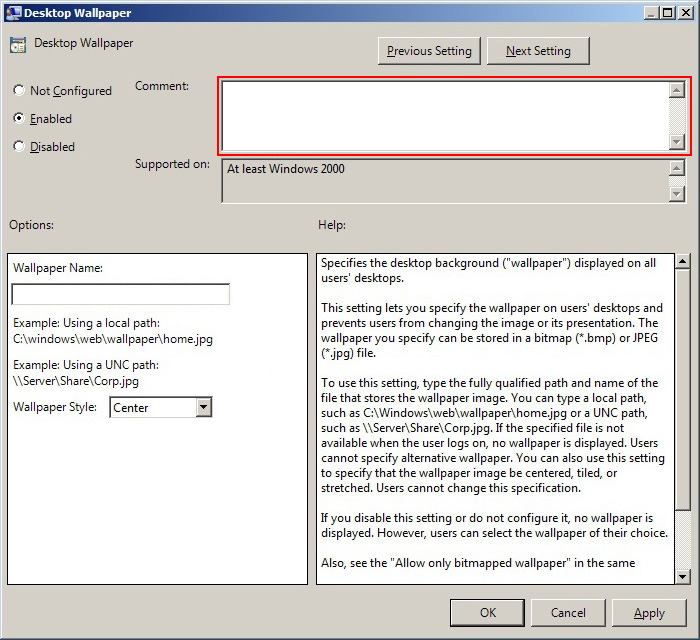 Desktop Wallpaper
Desktop Wallpaper
Previous Setting
Next Setting
Not Configured
Enabled
Disabled
Comment:
Supported on:
At least Windows 2000
Options:
Help:
Wallpaper Name:
Example: Using a local path:
C:\windows\web\wallpaper\home.jpg
Example: Using a UNC path:
\\Server\Share\Corp.jpg
Wallpaper Style:
Center
Specifies the desktop background ("wallpaper") displayed on all
users' desktops.
This setting lets you specify the wallpaper on users' desktops and
prevents users from changing the image or its presentation. The
wallpaper you specify can be stored in a bitmap (*.bmp) or JPEG
(*.jpg) file.
To use this setting, type the fully qualified path and name of the
file that stores the wallpaper image. You can type a local path,
such as C:\Windows\web\wallpaper\home.jpg or a UNC path,
such as \\Server\Share\Corp.jpg. If the specified file is not
available when the user logs on, no wallpaper is displayed. Users
cannot specify alternative wallpaper. You can also use this setting
to specify that the wallpaper image be centered, tiled, or
stretched. Users cannot change this specification.
If you disable this setting or do not configure it, no wallpaper is
displayed. However, users can select the wallpaper of their choice.
Also, see the "Allow only bitmapped wallpaper" in the same
OK
Cancel
Apply